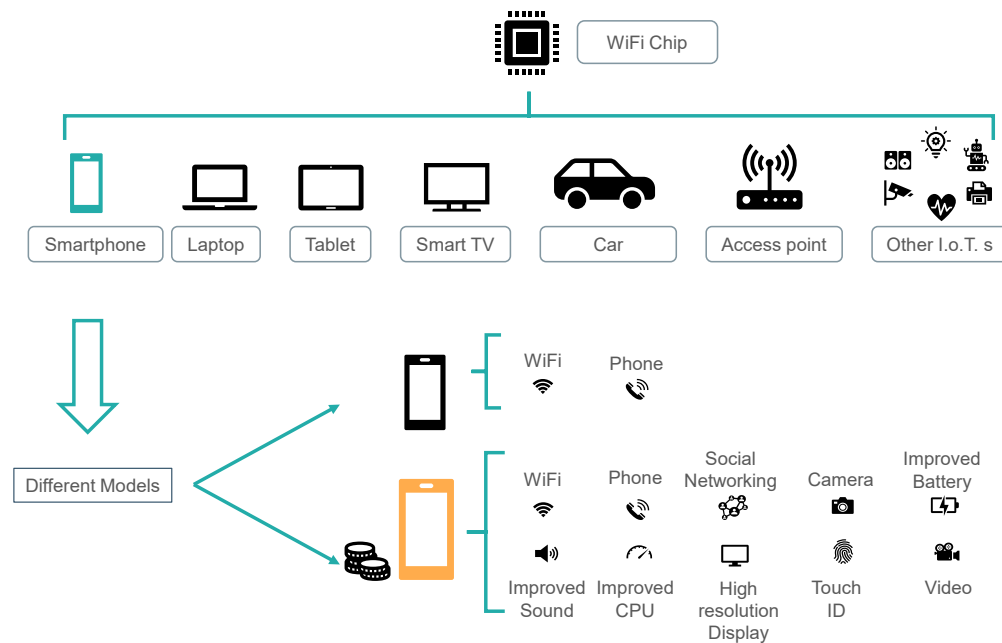 WiFi Chip
Smartphone
Laptop
Tablet
Smart TV
Car
Access point
Other I.o.T. s
WiFi
Phone
Different Models
WiFi
Phone
Social
Networking
Camera
Improved
Battery
Improved
Sound
Improved
CPU
High
resolution
Display
Touch
ID
Video